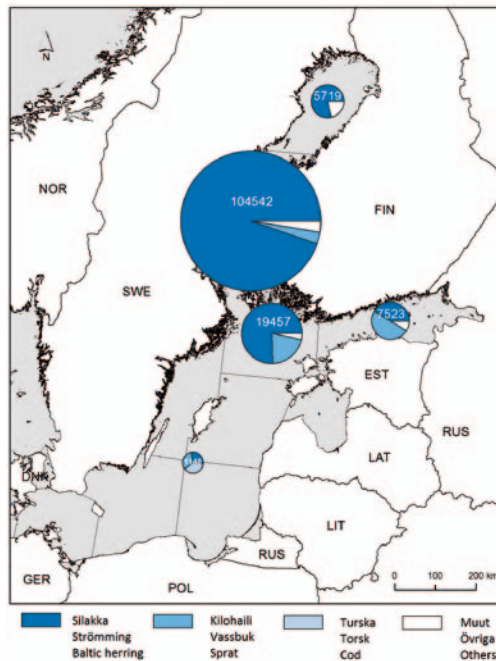 N
5719
NOR
104542
FIN
SWE
19457
7523
EST
RUS
LAT
DNK
LIT
RUS
GER
POL
0 100 200 km
Silakka Kilohaili Turska Muut
Strömming Vassbuk Torsk Övriga
Baltic herring Sprat Cod Others